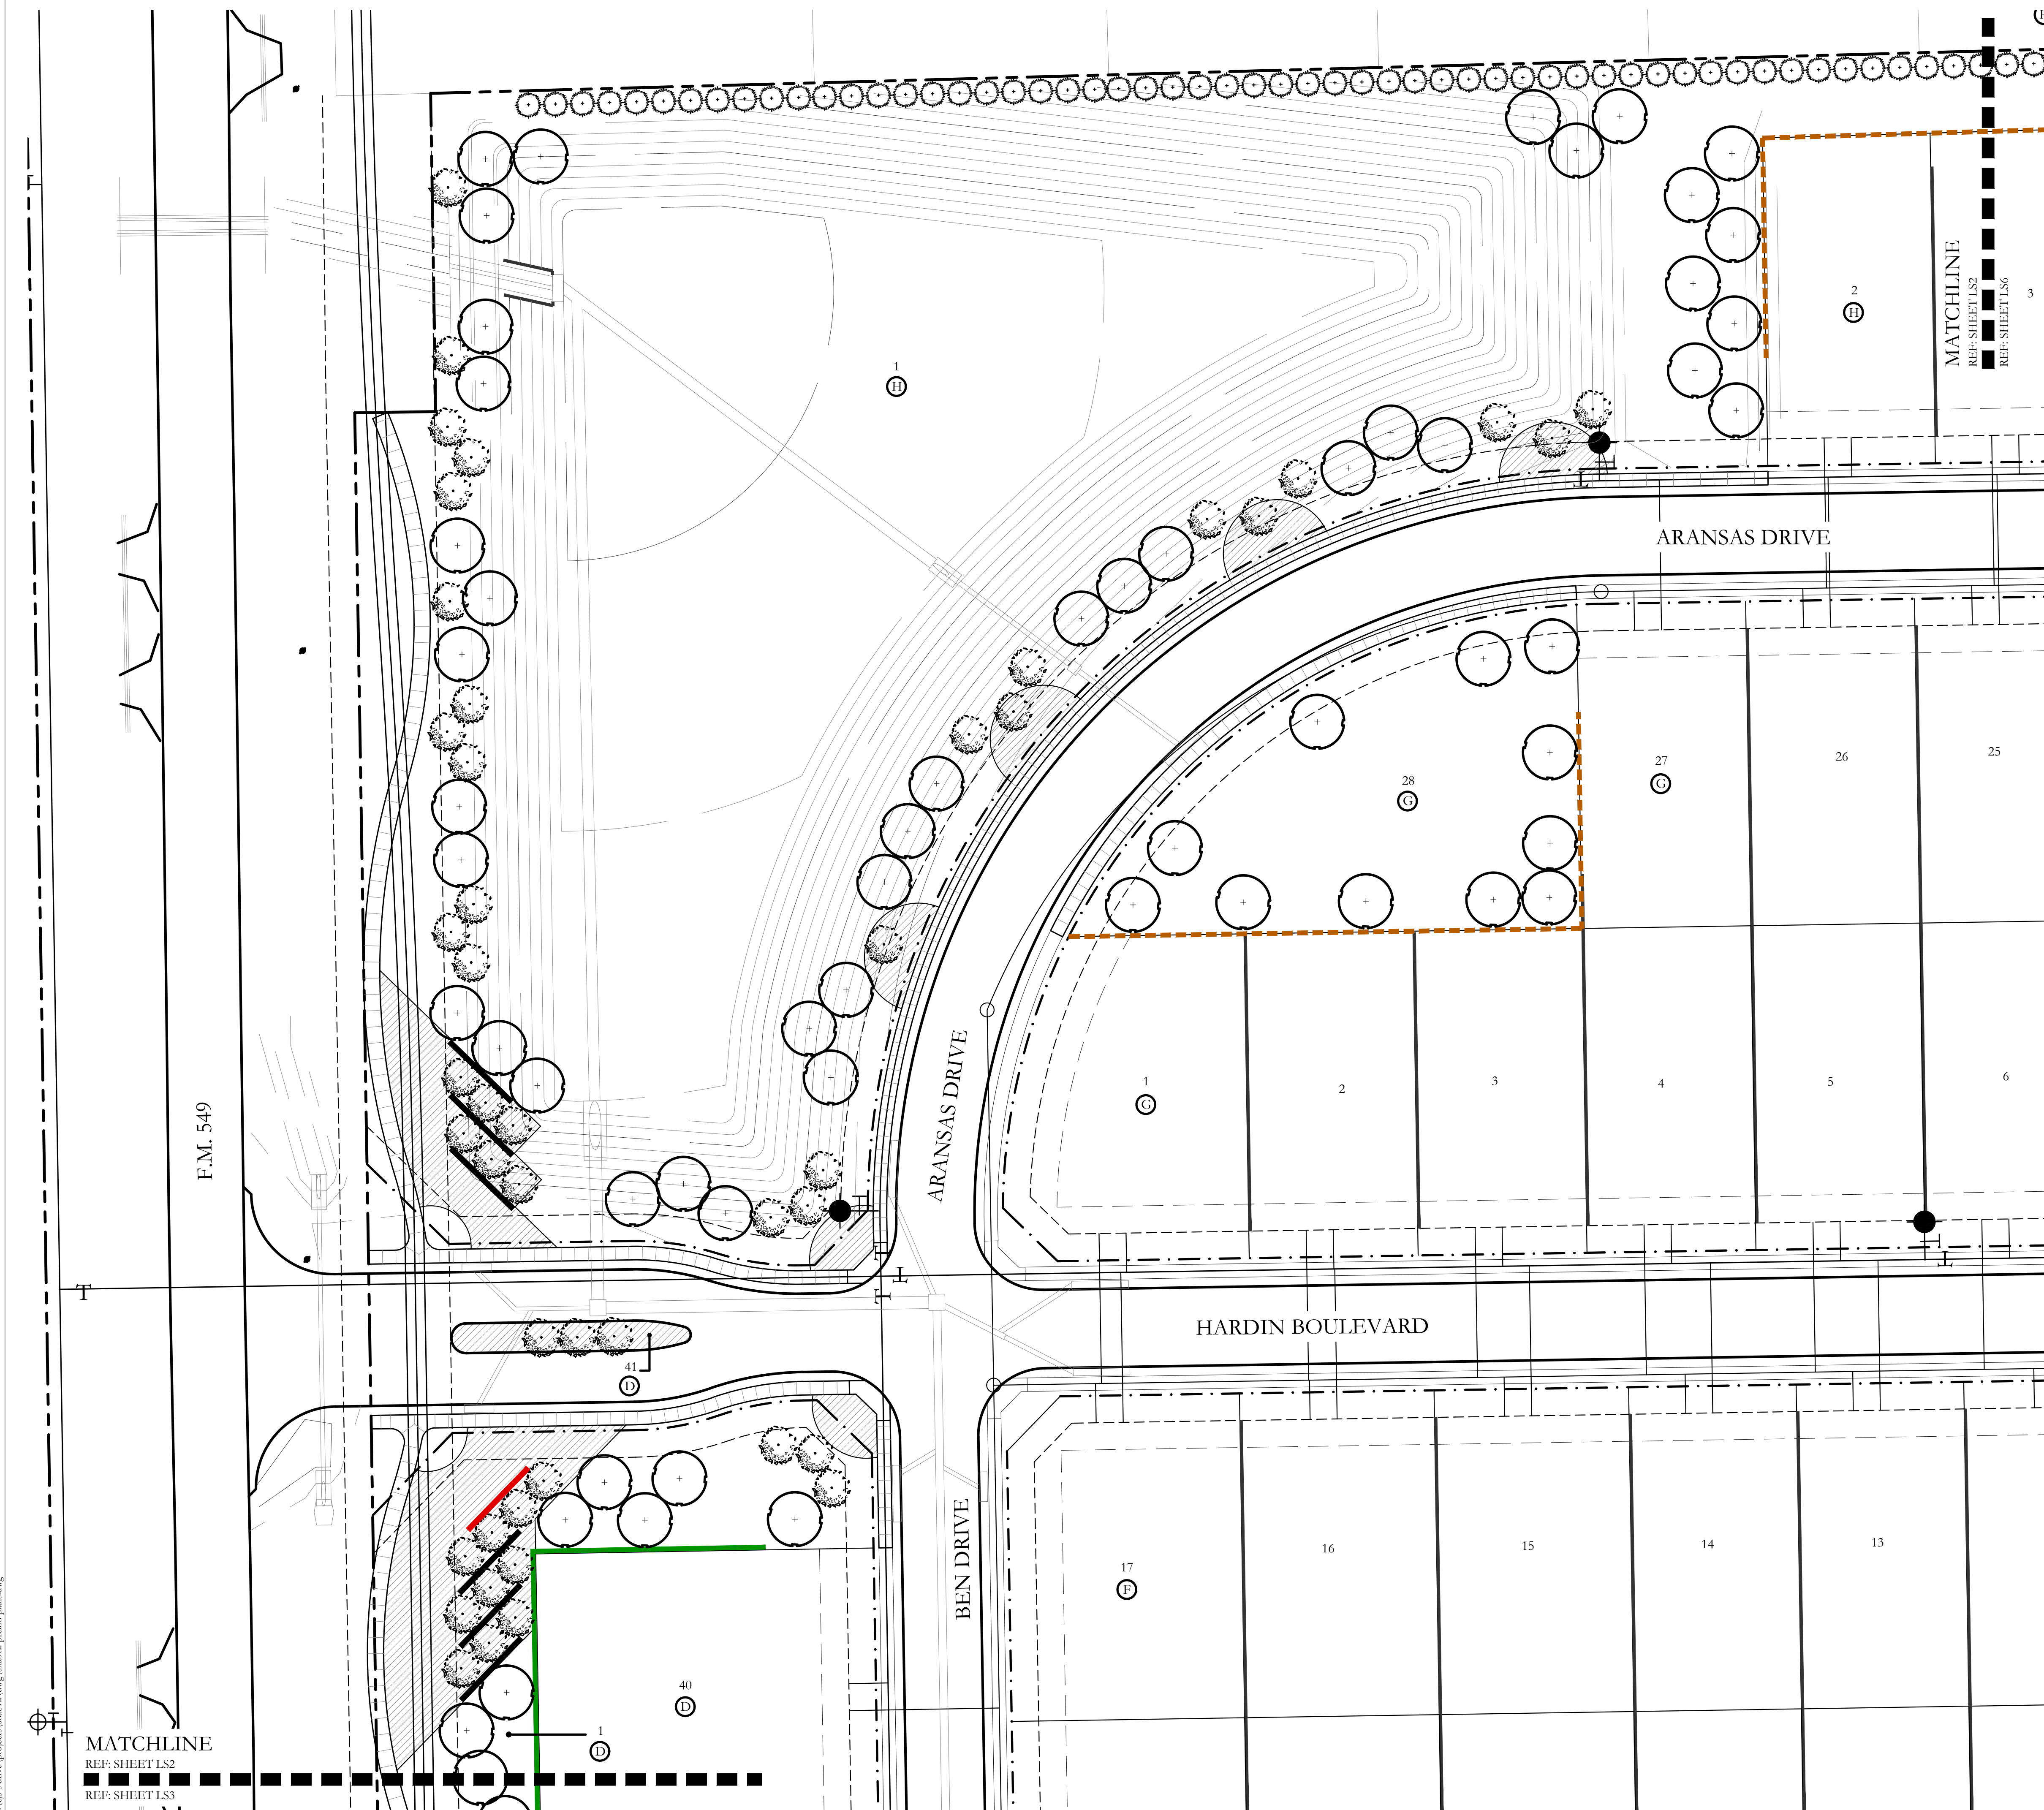 H
MATCHLINE
REF: SHEET LS2
REF: SHEET LS6
2
H
3
1
H
ARANSAS DRIVE
28
G
27
G
26
25
F.M. 549
ARANSAS DRIVE
1
G
2
3
4
5
6
T
T
HARDIN BOULEVARD
41
D
BEN DRIVE
17
F
16
15
14
13
40
D
1
D
MATCHLINE
REF: SHEET LS2
REF: SHEET LS3